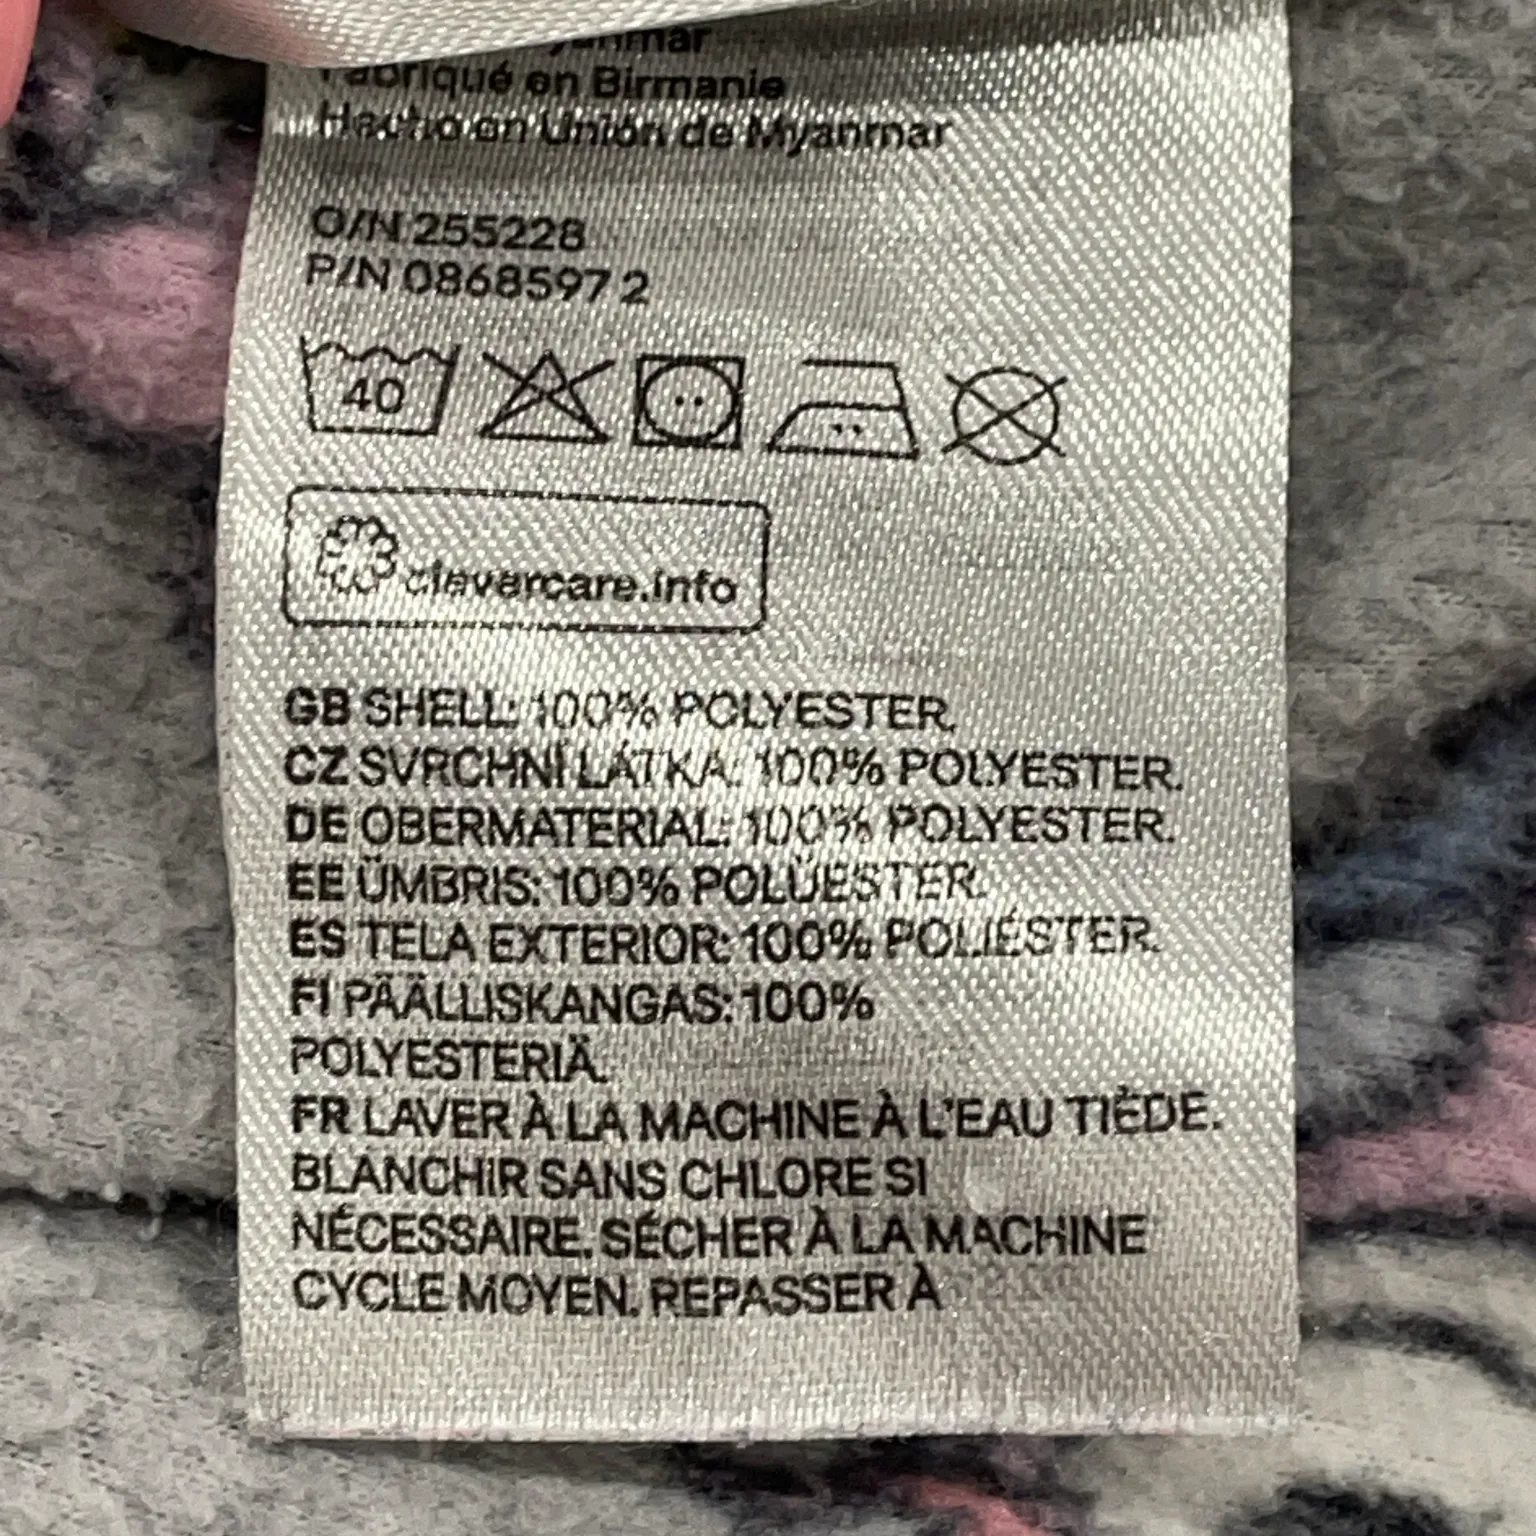 Myanmar
Fabriqué en Birmanie
Hecho en Unión de Myanmar
O/N 255228
P/N 0868597 2
40
clevercare.info
GB SHELL: 100% POLYESTER.
CZ SVRCHNÍ LÁTKA: 100% POLYESTER.
DE OBERMATERIAL: 100% POLYESTER.
EE ÜMBRIS: 100% POLÜESTER.
ES TELA EXTERIOR: 100% POLIÉSTER.
FI PÄÄLLISKANGAS: 100%
POLYESTERIÄ.
FR LAVER À LA MACHINE À L'EAU TIÈDE.
BLANCHIR SANS CHLORE SI
NÉCESSAIRE. SÉCHER À LA MACHINE
CYCLE MOYEN. REPASSER À